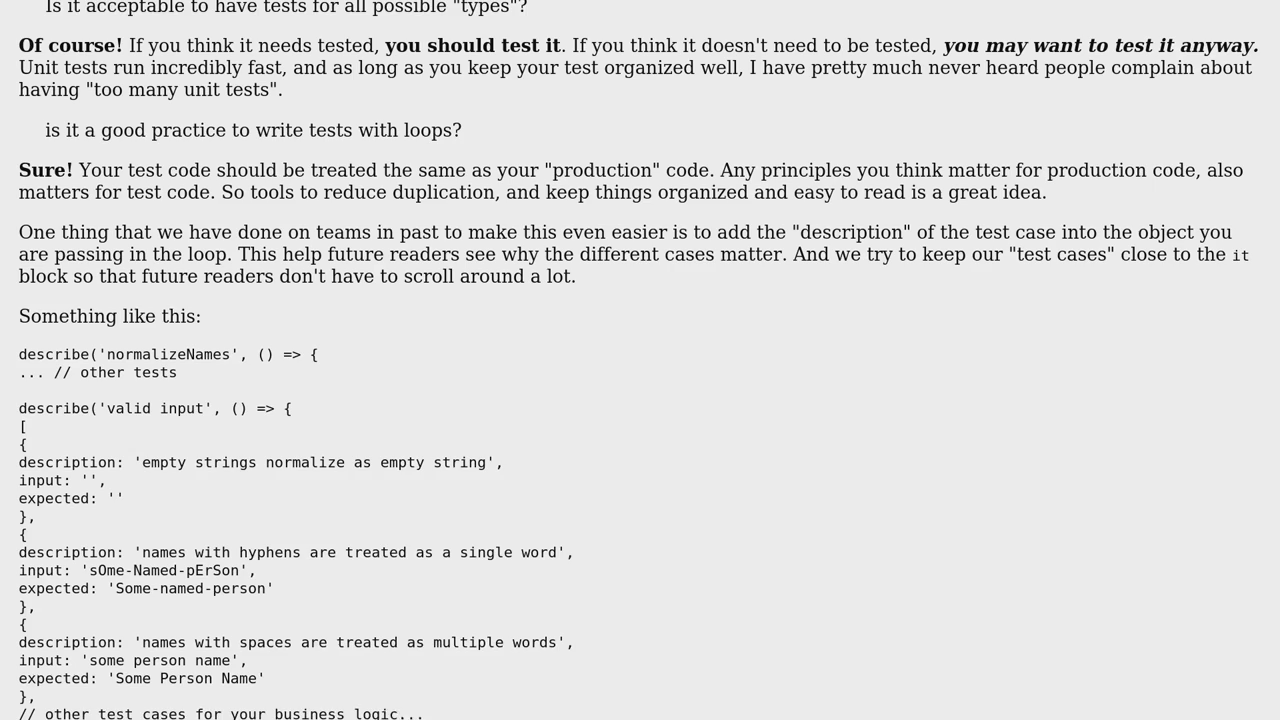 Is it acceptable to have tests for all possible "types"?
Of course! If you think it needs tested, you should test it. If you think it doesn't need to be tested, you may want to test it anyway.
Unit tests run incredibly fast, and as long as you keep your test organized well, I have pretty much never heard people complain about
having "too many unit tests".
is it a good practice to write tests with loops?
Sure! Your test code should be treated the same as your "production" code. Any principles you think matter for production code, also
matters for test code. So tools to reduce duplication, and keep things organized and easy to read is a great idea.
One thing that we have done on teams in past to make this even easier is to add the "description" of the test case into the object you
are passing in the loop. This help future readers see why the different cases matter. And we try to keep our "test cases" close to the it
block so that future readers don't have to scroll around a lot.
Something like this:
describe('normalizeNames', () => {
... // other tests
describe('valid input', () => {
[
{
description: 'empty strings normalize as empty string',
input: '',
expected: ''
},
{
description: 'names with hyphens are treated as a single word',
input: 'sOme-Named-pErSon',
expected: 'Some-named-person'
},
{
description: 'names with spaces are treated as multiple words',
input: 'some person name',
expected: 'Some Person Name'
},
// other test cases for your business logic...